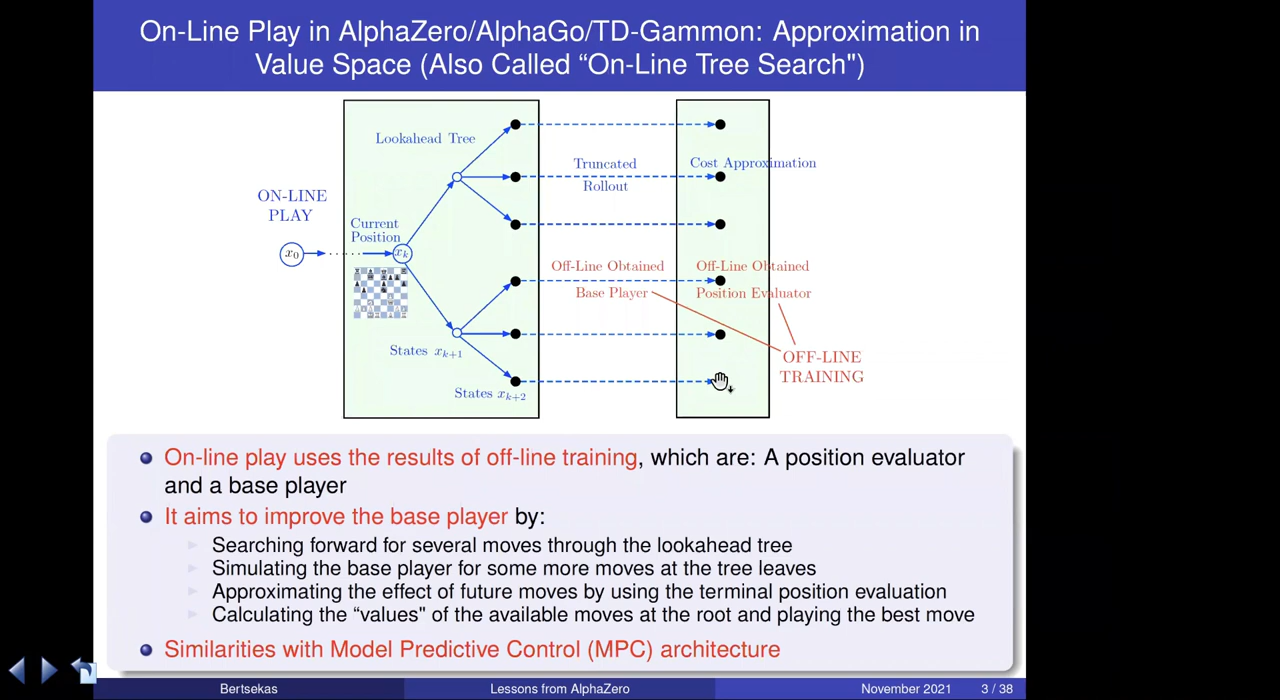 On-Line Play in AlphaZero/AlphaGo/TD-Gammon: Approximation in
Value Space (Also Called “On-Line Tree Search")
Lookahead Tree
Truncated
Rollout
Cost Approximation
ON-LINE
PLAY
Current
Position
x0
xk
Off-Line Obtained
Base Player
Off-Line Obtained
Position Evaluator
States xk+1
OFF-LINE
TRAINING
States xk+2
On-line play uses the results of off-line training, which are: A position evaluator
and a base player
It aims to improve the base player by:
Searching forward for several moves through the lookahead tree
Simulating the base player for some more moves at the tree leaves
Approximating the effect of future moves by using the terminal position evaluation
Calculating the “values" of the available moves at the root and playing the best move
Similarities with Model Predictive Control (MPC) architecture
Bertsekas
Lessons from AlphaZero
November 2021
3 / 38